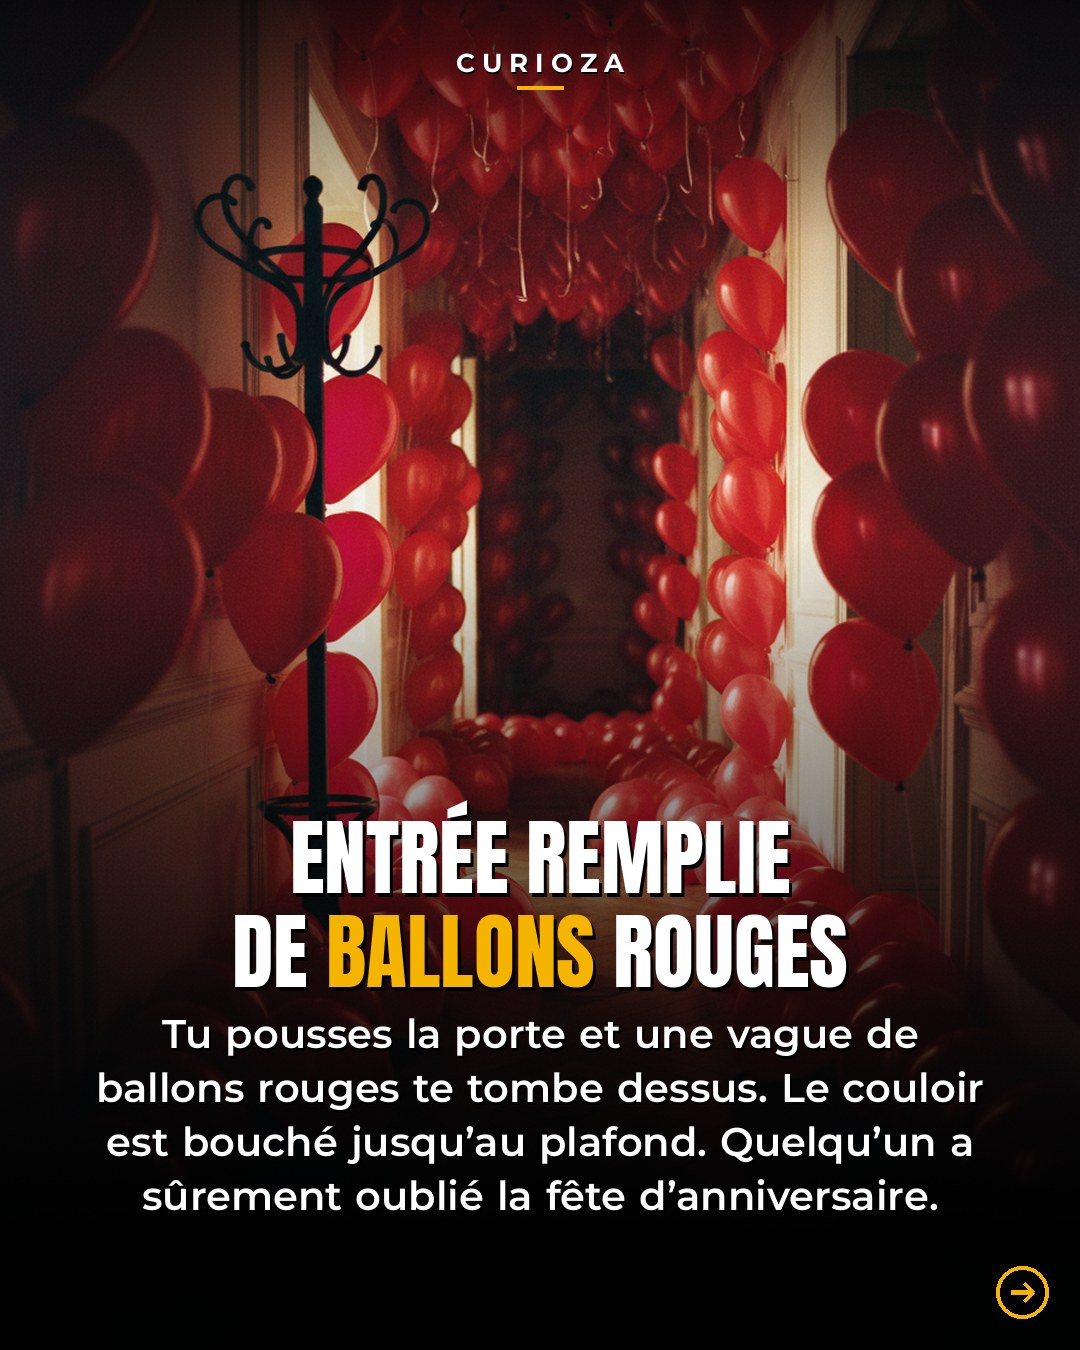 CURIOZA
ENTRÉE REMPLIE
DE BALLONS ROUGES
Tu pousses la porte et une vague de
ballons rouges te tombe dessus. Le couloir
est bouché jusqu’au plafond. Quelqu’un a
sûrement oublié la fête d’anniversaire.